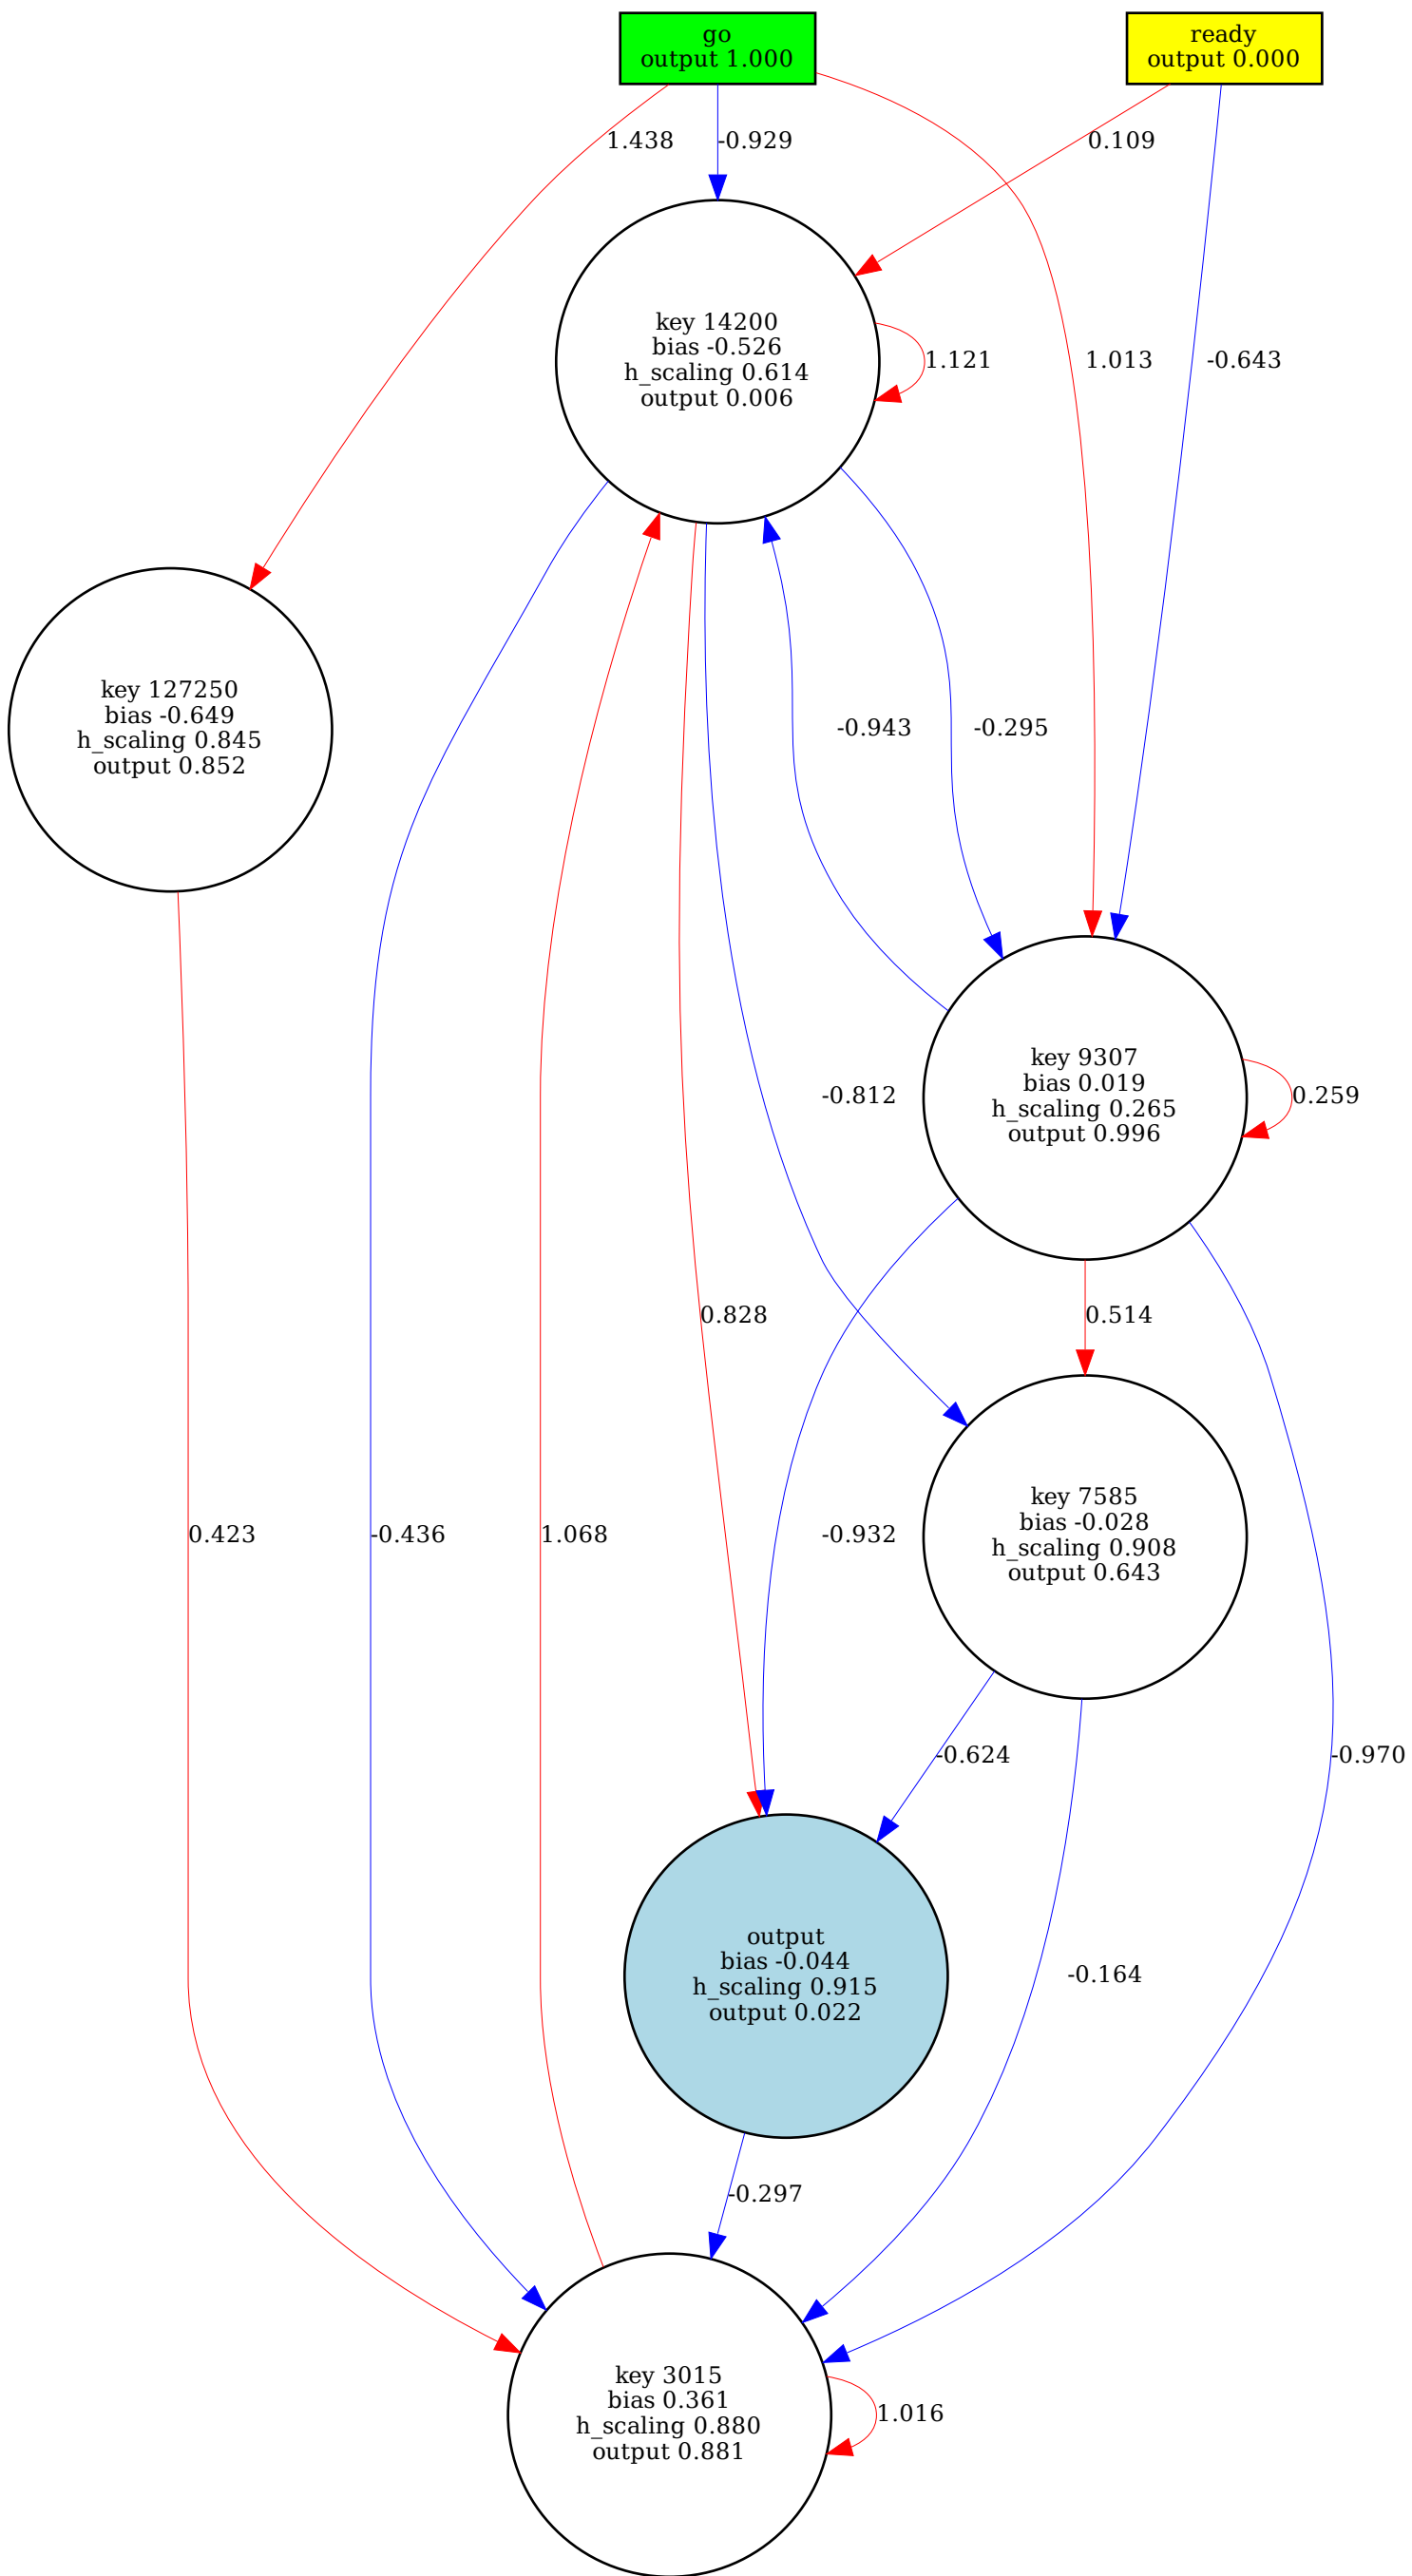 go
output 1.000
ready
output 0.000
1.438
-0.929
0.109
key 14200
bias -0.526
h_scaling 0.614
output 0.006
1.121
1.013
-0.643
key 127250
bias -0.649
h_scaling 0.845
output 0.852
-0.943
-0.295
key 9307
bias 0.019
h_scaling 0.265
output 0.996
-0.812
0.259
0.828
0.514
key 7585
bias -0.028
h_scaling 0.908
output 0.643
0.423
-0.436
1.068
-0.932
-0.624
-0.970
output
bias -0.044
h_scaling 0.915
output 0.022
-0.164
-0.297
key 3015
bias 0.361
h_scaling 0.880
output 0.881
1.016